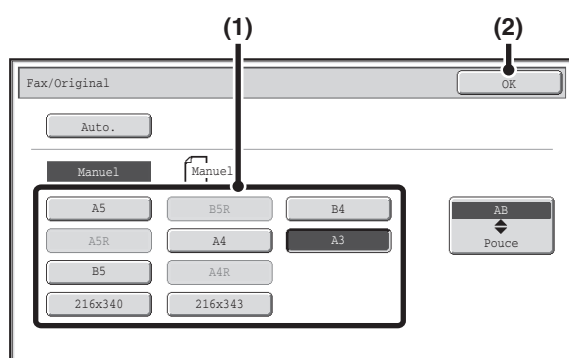 (1) (2)
Fax/Original OK
Auto.
Manuel Manuel
A5 B5R B4 AB
A5R A4 A3 Pouce
B5 A4R
216x340 216x343